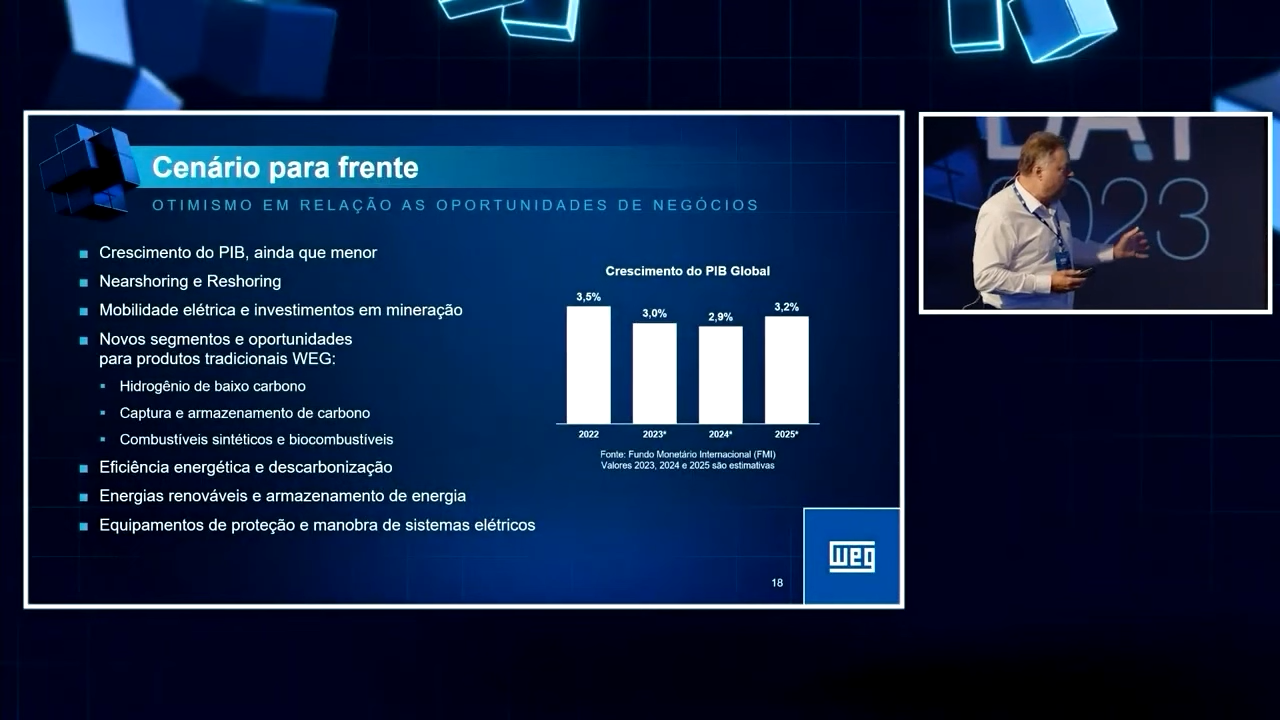 Cenário para frente
OTIMISMO EM RELAÇÃO AS OPORTUNIDADES DE NEGÓCIOS
Crescimento do PIB, ainda que menor
Nearshoring e Reshoring
Mobilidade elétrica e investimentos em mineração
Novos segmentos e oportunidades
para produtos tradicionais WEG:
Hidrogênio de baixo carbono
Captura e armazenamento de carbono
Combustíveis sintéticos e biocombustíveis
Eficiência energética e descarbonização
Energias renováveis e armazenamento de energia
Equipamentos de proteção e manobra de sistemas elétricos
Crescimento do PIB Global
3,5%
3,0%
2,9%
3,2%
2022
2023*
2024*
2025*
Fonte: Fundo Monetário Internacional (FMI)
Valores 2023, 2024 e 2025 são estimativas
18
weg
DAY
2023